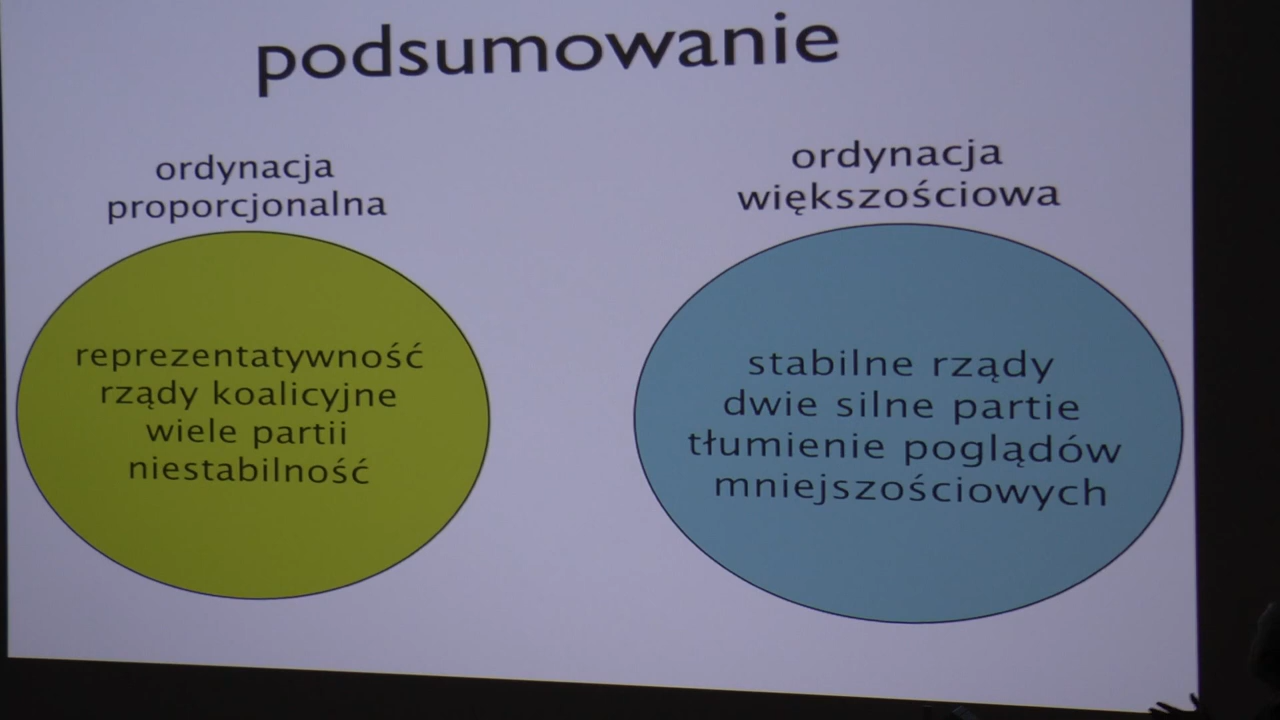 podsumowanie
ordynacja
proporcjonalna
reprezentatywność
rządy koalicyjne
wiele partii
niestabilność
ordynacja
większościowa
stabilne rządy
dwie silne partie
tłumienie poglądów
mniejszościowych